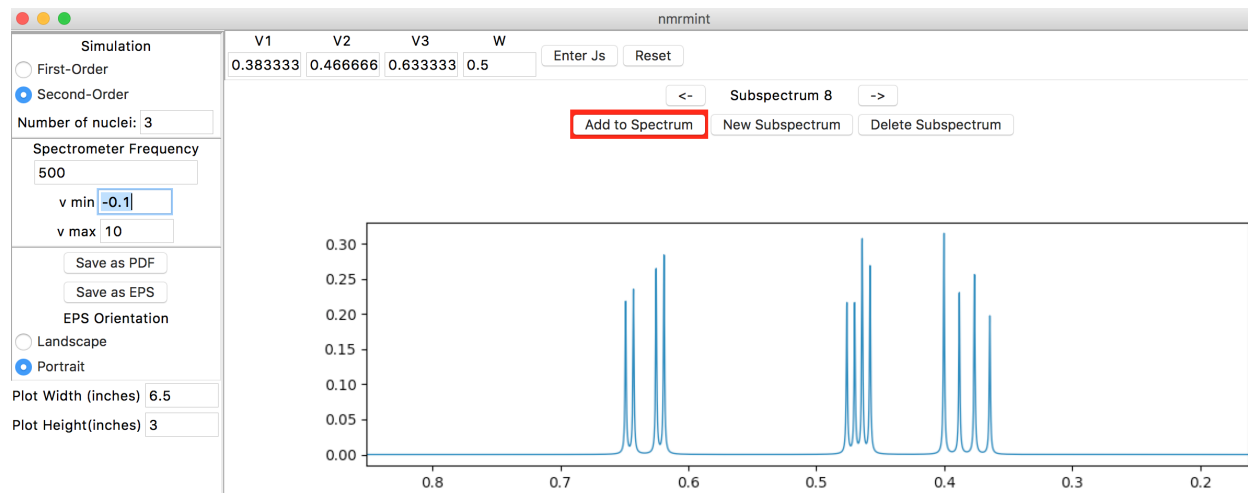 nmrmint
Simulation
First-Order
Second-Order
Number of nuclei: 3
Spectrometer Frequency
500
v min -0.1
v max 10
Save as PDF
Save as EPS
EPS Orientation
Landscape
Portrait
Plot Width (inches) 6.5
Plot Height(inches) 3
V1 V2 V3 W
0.383333 0.466666 0.633333 0.5 Enter Js Reset
<- Subspectrum 8 ->
Add to Spectrum New Subspectrum Delete Subspectrum
0.30
0.25
0.20
0.15
0.10
0.05
0.00
0.8 0.7 0.6 0.5 0.4 0.3 0.2